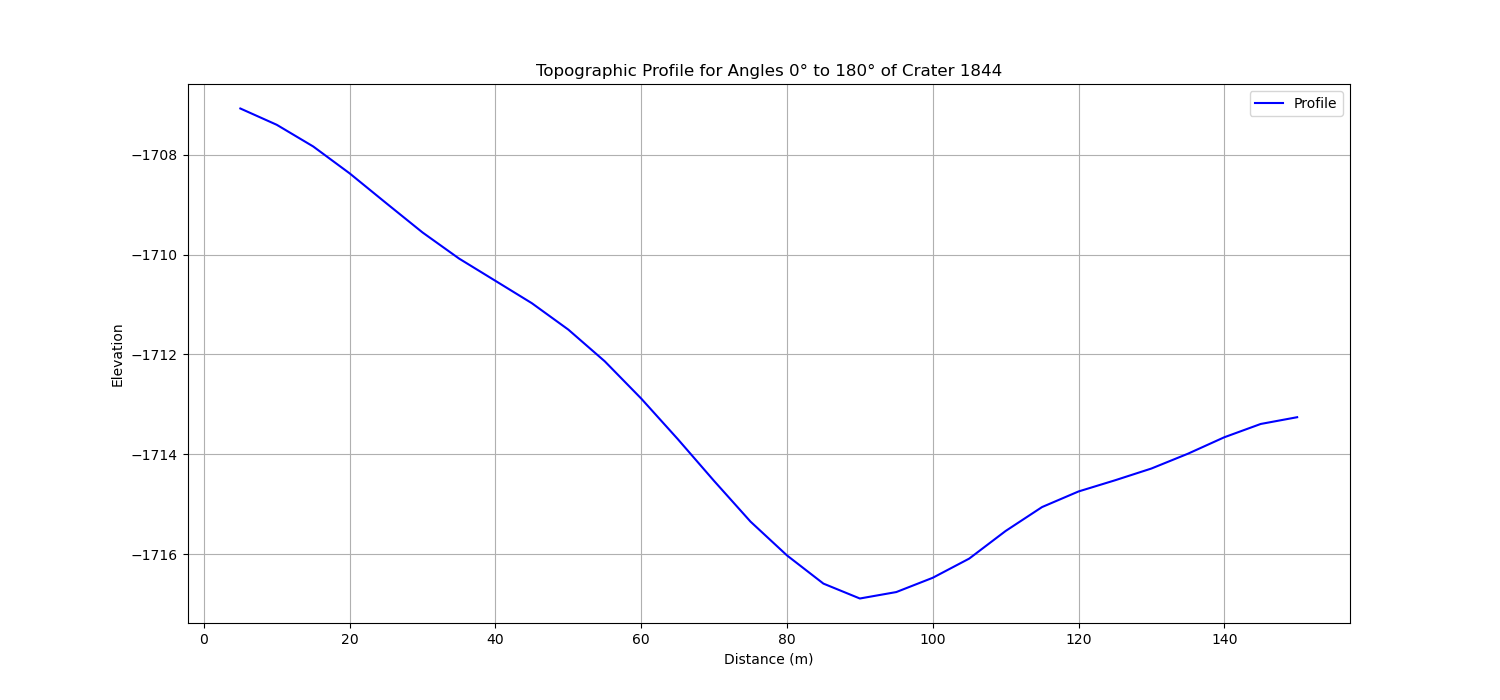 Topographic Profile for Angles 0° to 180° of Crater 1844
Profile
−1708
−1710
−1712
−1714
−1716
Elevation
0 20 40 60 80 100 120 140
Distance (m)